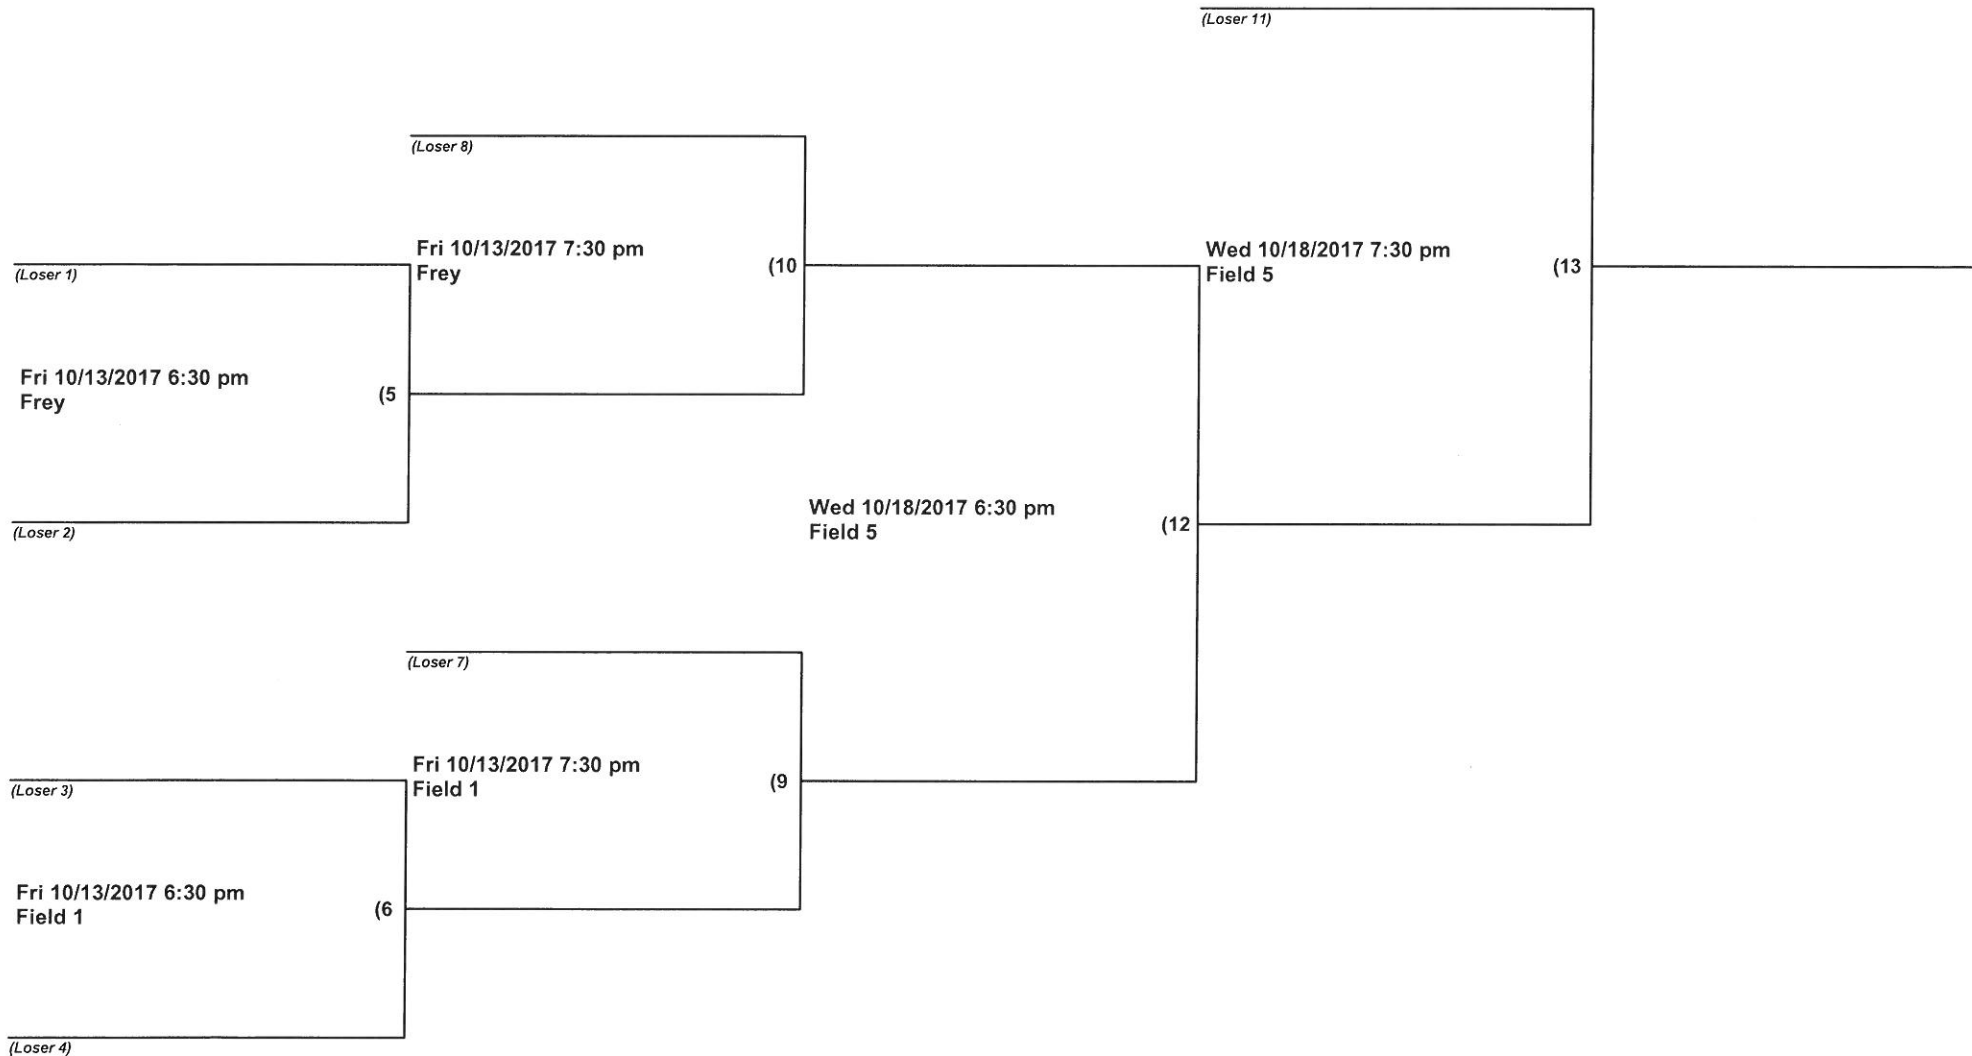 (Loser 11)
(Loser 8)
Fri 10/13/2017 7:30 pm
Frey
(10
Wed 10/18/2017 7:30 pm
Field 5
(13
(Loser 1)
Fri 10/13/2017 6:30 pm
Frey
(5
(Loser 2)
Wed 10/18/2017 6:30 pm
Field 5
(12
(Loser 7)
Fri 10/13/2017 7:30 pm
Field 1
(9
(Loser 3)
Fri 10/13/2017 6:30 pm
Field 1
(6
(Loser 4)